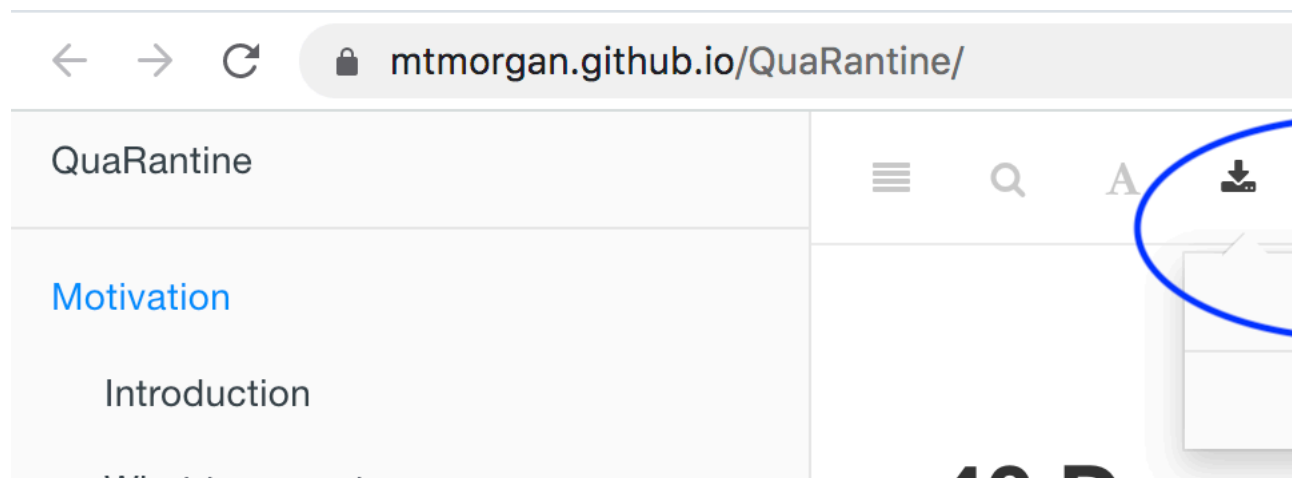 mtmorgan.github.io/QuaRantine/
QuaRantine
A
Motivation
Introduction